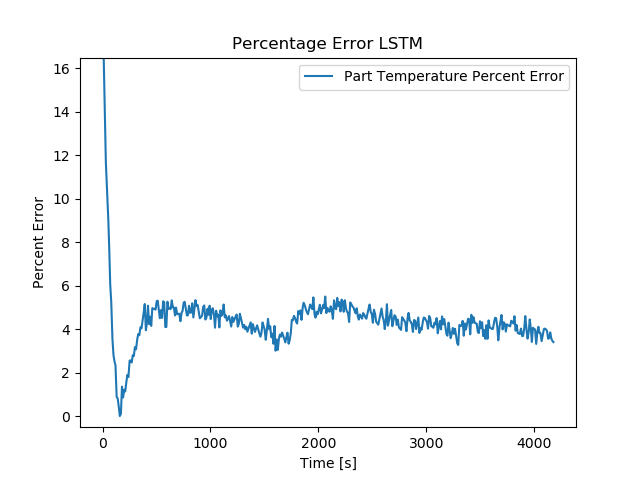 Percentage Error LSTM
Part Temperature Percent Error
Percent Error
16
14
12
10
8
6
4
2
0
0 1000 2000 3000 4000
Time [s]